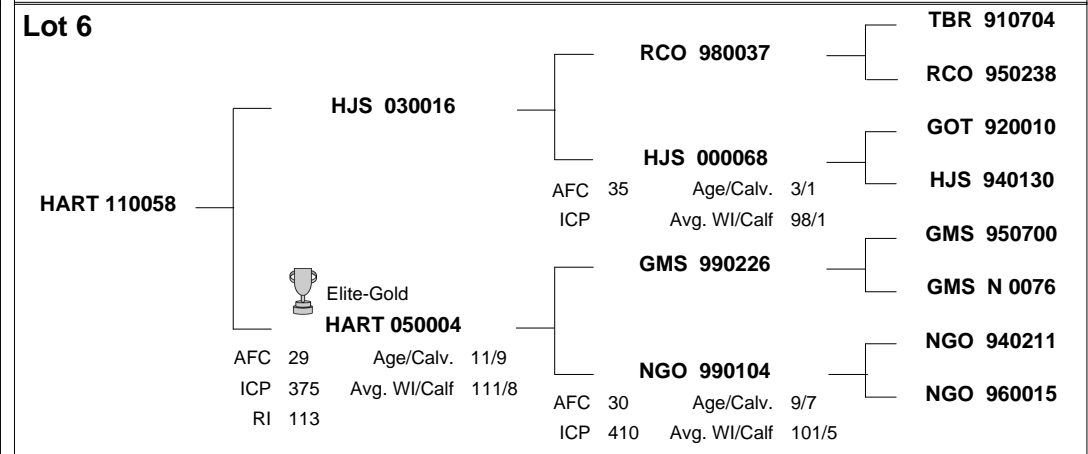 Lot 6
TBR 910704
RCO 980037
RCO 950238
HJS 030016
GOT 920010
HJS 000068
HJS 940130
AFC 35 Age/Calv. 3/1
ICP Avg. WI/Calf 98/1
HART 110058
GMS 950700
GMS 990226
GMS N 0076
Elite-Gold
HART 050004
AFC 29 Age/Calv. 11/9
ICP 375 Avg. WI/Calf 111/8
RI 113
NGO 940211
NGO 990104
NGO 960015
AFC 30 Age/Calv. 9/7
ICP 410 Avg. WI/Calf 101/5